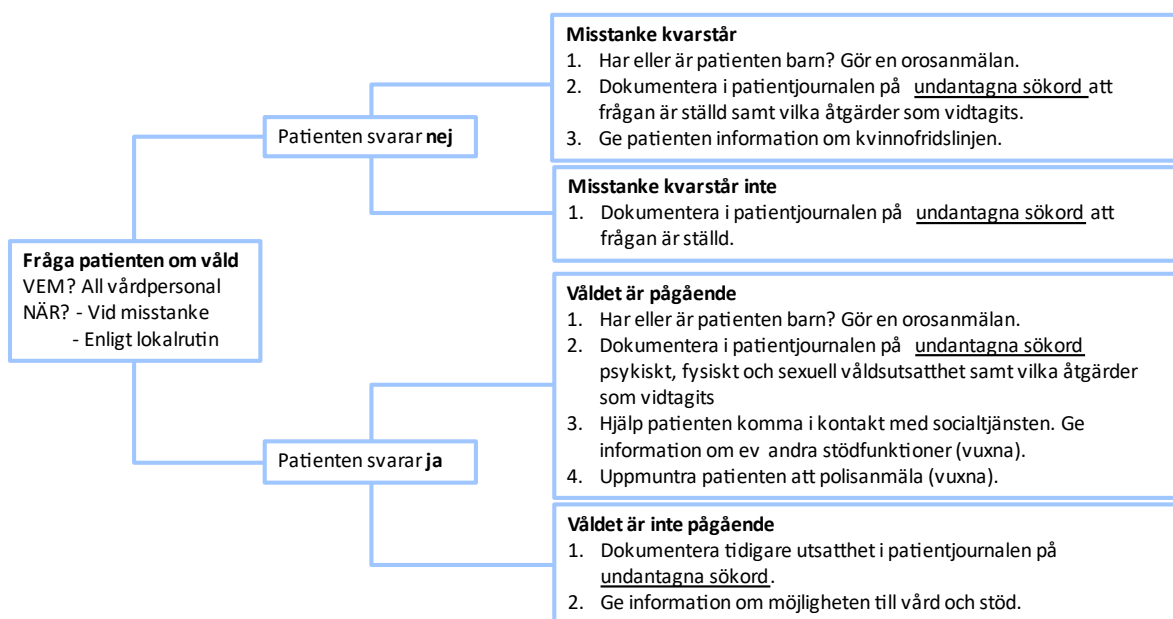 Fråga patienten om våld
VEM? All vårdpersonal
NÄR? - Vid misstanke
- Enligt lokalrutin
Patienten svarar nej
Misstanke kvarstår
1. Har eller är patienten barn? Gör en orosanmälan.
2. Dokumentera i patientjournalen på undantagna sökord att
frågan är ställd samt vilka åtgärder som vidtagits.
3. Ge patienten information om kvinnofridslinjen.
Misstanke kvarstår inte
1. Dokumentera i patientjournalen på undantagna sökord att
frågan är ställd.
Patienten svarar ja
Våldet är pågående
1. Har eller är patienten barn? Gör en orosanmälan.
2. Dokumentera i patientjournalen på undantagna sökord
psykiskt, fysiskt och sexuell våldsutsatthet samt vilka åtgärder
som vidtagits
3. Hjälp patienten komma i kontakt med socialtjänsten. Ge
information om ev andra stödfunktioner (vuxna).
4. Uppmuntra patienten att polisanmäla (vuxna).
Våldet är inte pågående
1. Dokumentera tidigare utsatthet i patientjournalen på
undantagna sökord.
2. Ge information om möjligheten till vård och stöd.